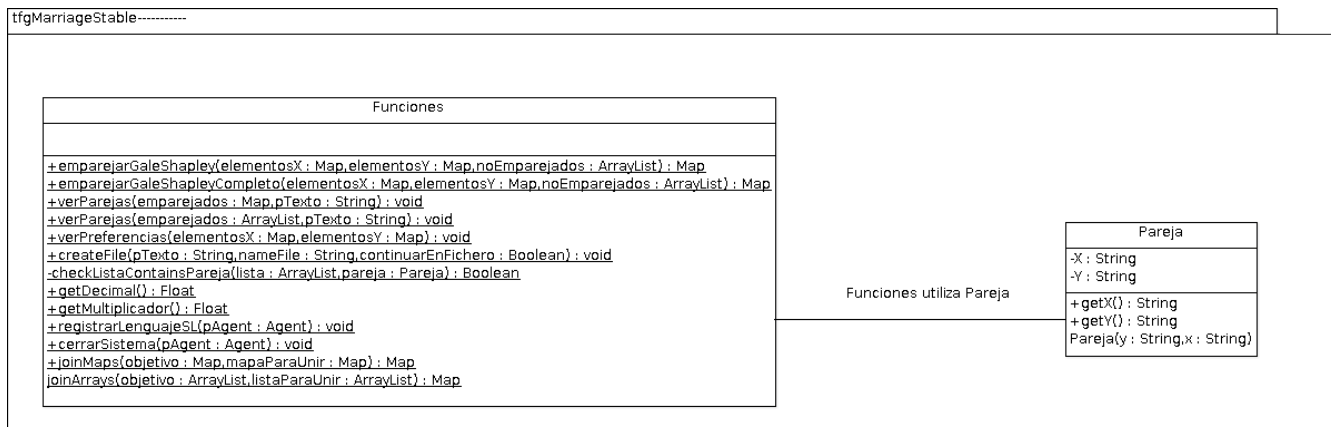 tfgMarriageStable-----------
Funciones
+emparejarGaleShapley(elementosX : Map,elementosY : Map,noEmparejados : ArrayList) : Map
+emparejarGaleShapleyCompleto(elementosX : Map,elementosY : Map,noEmparejados : ArrayList) : Map
+verParejas(emparejados : Map,pTexto : String) : void
+verParejas(emparejados : ArrayList,pTexto : String) : void
+verPreferencias(elementosX : Map,elementosY : Map) : void
+createFile(pTexto : String,nameFile : String,continuarEnFichero : Boolean) : void
-checkListaContainsPareja(lista : ArrayList,pareja : Pareja) : Boolean
+getDecimal() : Float
+getMultiplicador() : Float
+registrarLenguajeSL(pAgent : Agent) : void
+cerrarSistema(pAgent : Agent) : void
+joinMaps(objetivo : Map,mapaParaUnir : Map) : Map
joinArrays(objetivo : ArrayList,listaParaUnir : ArrayList) : Map
Funciones utiliza Pareja
Pareja
-X : String
-Y : String
+getX() : String
+getY() : String
Pareja(y : String,x : String)